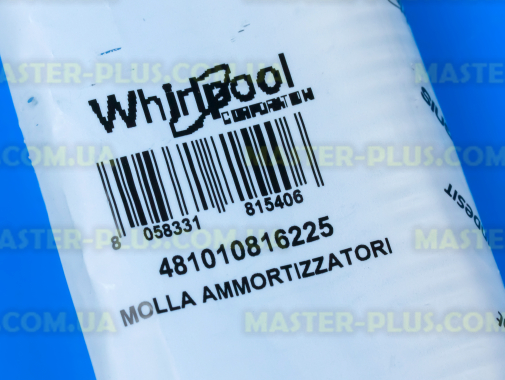 Whirlpool
CORPORATION
8 058331 815406
481010816225
MOLLA AMMORTIZZATORI
MASTER-PLUS.COM.UA